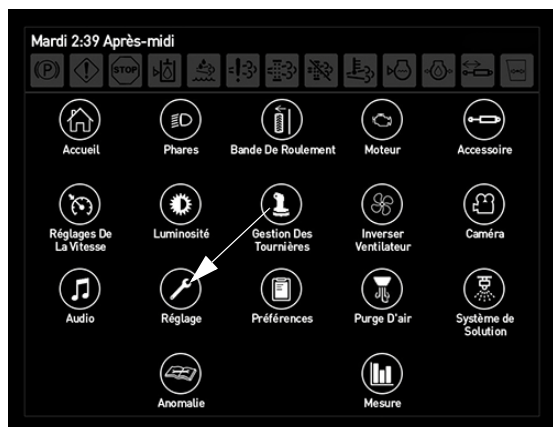 Mardi 2:39 Après-midi
P
STOP
Accueil
Phares
Bande De Roulement
Moteur
Accessoire
Réglages De
La Vitesse
Luminosité
Gestion Des
Tournières
Inverser
Ventilateur
Caméra
Audio
Réglage
Préférences
Purge D'air
Système de
Solution
Anomalie
Mesure